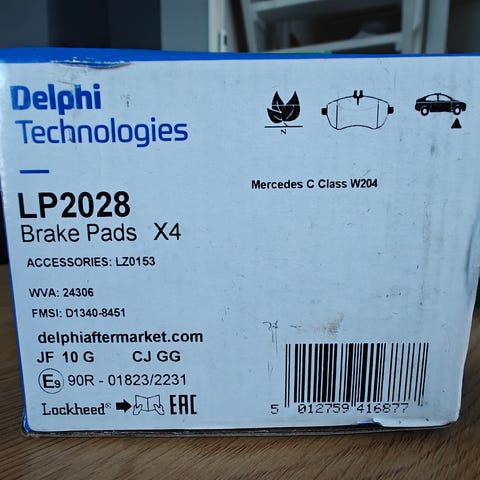 Delphi
Technologies
N
Mercedes C Class W204
LP2028
Brake Pads X4
ACCESSORIES: LZ0153
WVA: 24306
FMSI: D1340-8451
delphiaftermarket.com
JF 10 G CJ GG
E9 90R - 01823/2231
Lockheed® EAC
5 012759 416877